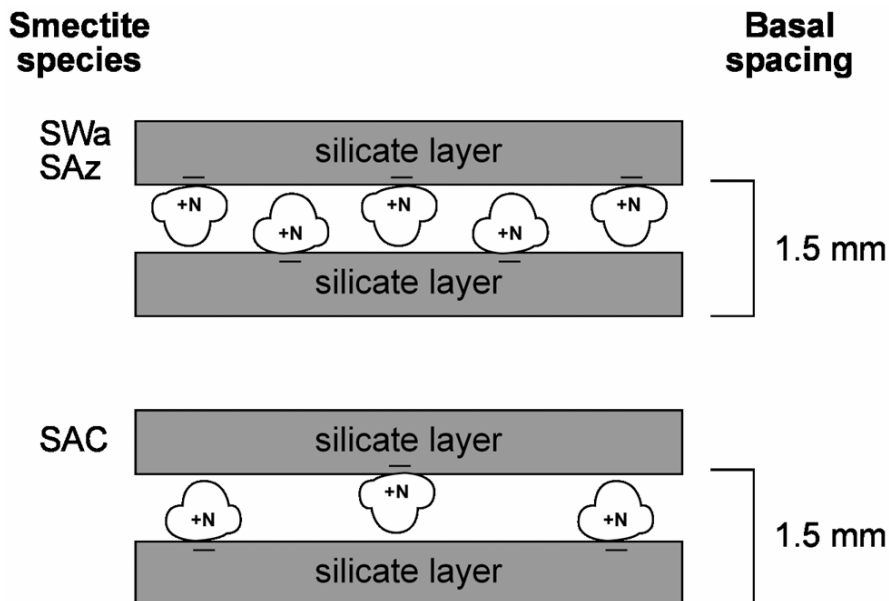 Smectite species
Basal spacing
SWa
SAz
silicate layer
+N
+N
+N
+N
+N
silicate layer
1.5 mm
SAC
silicate layer
+N
+N
+N
silicate layer
1.5 mm